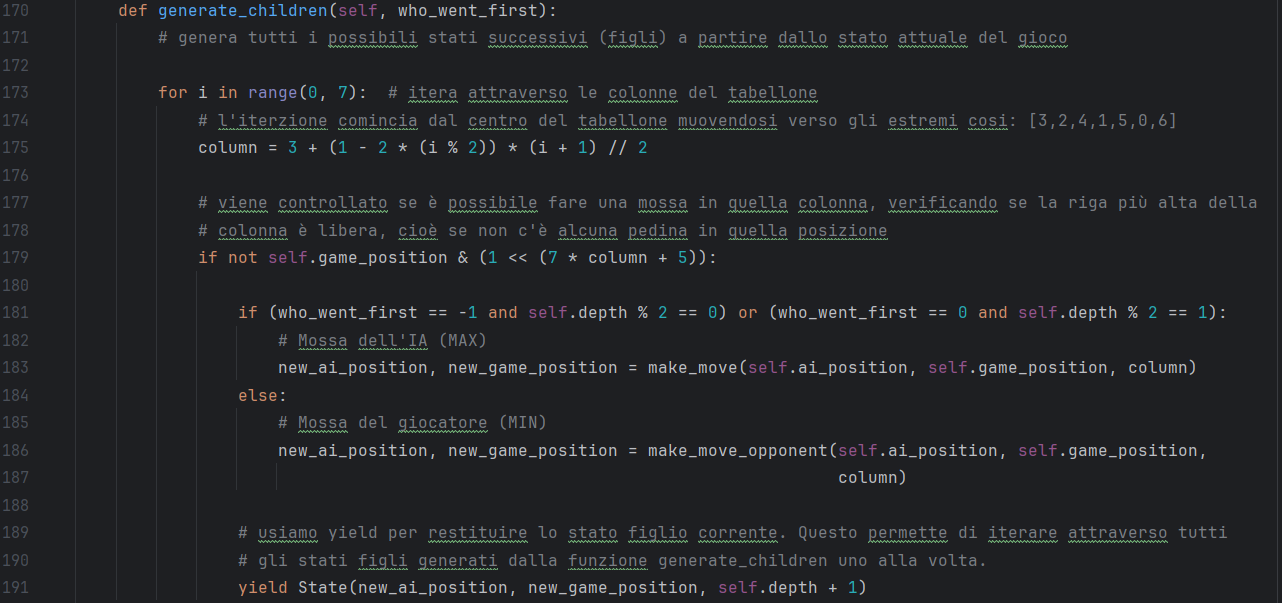 170 def generate_children(self, who_went_first):
171 # genera tutti i possibili stati successivi (figli) a partire dallo stato attuale del gioco
172
173 for i in range(0, 7):  # itera attraverso le colonne del tabellone
174 # l'iterzione comincia dal centro del tabellone muovendosi verso gli estremi cosi: [3,2,4,1,5,0,6]
175 column = 3 + (1 - 2 * (i % 2)) * (i + 1) // 2
176
177 # viene controllato se è possibile fare una mossa in quella colonna, verificando se la riga più alta della
178 # colonna è libera, cioè se non c'è alcuna pedina in quella posizione
179 if not self.game_position & (1 << (7 * column + 5)):
180
181 if (who_went_first == -1 and self.depth % 2 == 0) or (who_went_first == 0 and self.depth % 2 == 1):
182 # Mossa dell'IA (MAX)
183 new_ai_position, new_game_position = make_move(self.ai_position, self.game_position, column)
184 else:
185 # Mossa del giocatore (MIN)
186 new_ai_position, new_game_position = make_move_opponent(self.ai_position, self.game_position,
187 column)
188
189 # usiamo yield per restituire lo stato figlio corrente. Questo permette di iterare attraverso tutti
190 # gli stati figli generati dalla funzione generate_children uno alla volta.
191 yield State(new_ai_position, new_game_position, self.depth + 1)